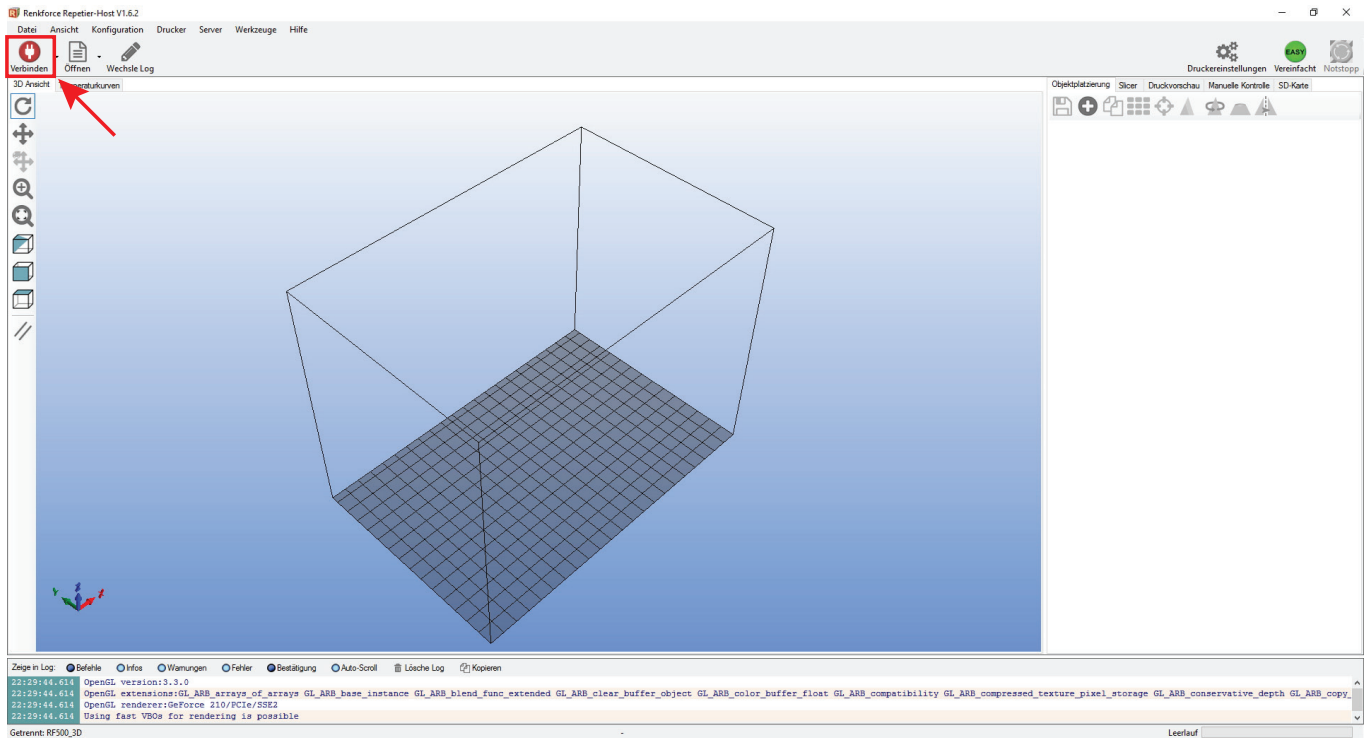 Renkforce Repetier-Host V1.6.2
Datei Ansicht Konfiguration Drucker Server Werkzeuge Hilfe
Verbinden Öffnen Wechsle Log Druckereinstellungen Vereinfacht Notstopp
EASY
3D Ansicht peraturkurven Objektplatzierung Slicer Druckvorschau Manuelle Kontrolle SD-Karte
Y Z X
Zeige in Log: Befehle Infos Warnungen Fehler Bestätigung Auto-Scroll Lösche Log Kopieren
22:29:44.614 OpenGL version:3.3.0
22:29:44.614 OpenGL extensions:GL_ARB_arrays_of_arrays GL_ARB_base_instance GL_ARB_blend_func_extended GL_ARB_clear_buffer_object GL_ARB_color_buffer_float GL_ARB_compatibility GL_ARB_compressed_texture_pixel_storage GL_ARB_conservative_depth GL_ARB_copy_
22:29:44.614 OpenGL renderer:GeForce 210/PCIe/SSE2
22:29:44.614 Using fast VBOs for rendering is possible
Getrennt: RF500_3D - Leerlauf